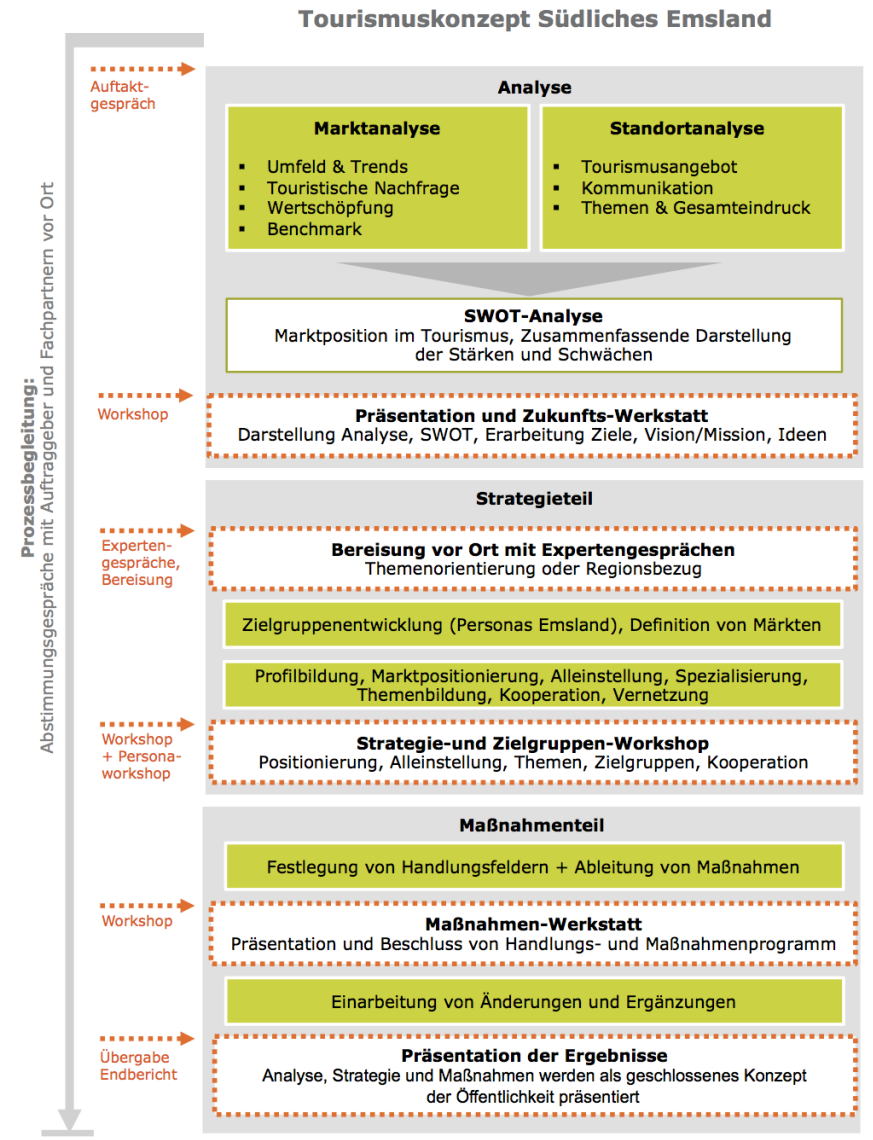 Tourismuskonzept Südliches Emsland
Prozessbegleitung:
Abstimmungsgespräche mit Auftraggeber und Fachpartnern vor Ort
Auftakt-
gespräch
Analyse
Marktanalyse
▪ Umfeld & Trends
▪ Touristische Nachfrage
▪ Wertschöpfung
▪ Benchmark
Standortanalyse
▪ Tourismusangebot
▪ Kommunikation
▪ Themen & Gesamteindruck
SWOT-Analyse
Marktposition im Tourismus, Zusammenfassende Darstellung
der Stärken und Schwächen
Workshop
Präsentation und Zukunfts-Werkstatt
Darstellung Analyse, SWOT, Erarbeitung Ziele, Vision/Mission, Ideen
Strategieteil
Experten-
gespräche,
Bereisung
Bereisung vor Ort mit Expertengesprächen
Themenorientierung oder Regionsbezug
Zielgruppenentwicklung (Personas Emsland), Definition von Märkten
Profilbildung, Marktpositionierung, Alleinstellung, Spezialisierung,
Themenbildung, Kooperation, Vernetzung
Workshop
+ Persona-
workshop
Strategie-und Zielgruppen-Workshop
Positionierung, Alleinstellung, Themen, Zielgruppen, Kooperation
Maßnahmenteil
Festlegung von Handlungsfeldern + Ableitung von Maßnahmen
Workshop
Maßnahmen-Werkstatt
Präsentation und Beschluss von Handlungs- und Maßnahmenprogramm
Einarbeitung von Änderungen und Ergänzungen
Übergabe
Endbericht
Präsentation der Ergebnisse
Analyse, Strategie und Maßnahmen werden als geschlossenes Konzept
der Öffentlichkeit präsentiert